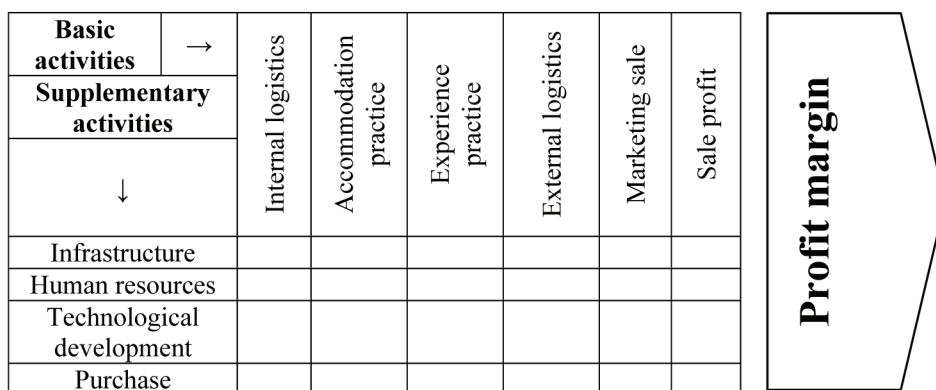 Basic
activities
→
Supplementary
activities
↓
Internal logistics
Accommodation
practice
Experience
practice
External logistics
Marketing sale
Sale profit
Infrastructure
Human resources
Technological
development
Purchase
Profit margin